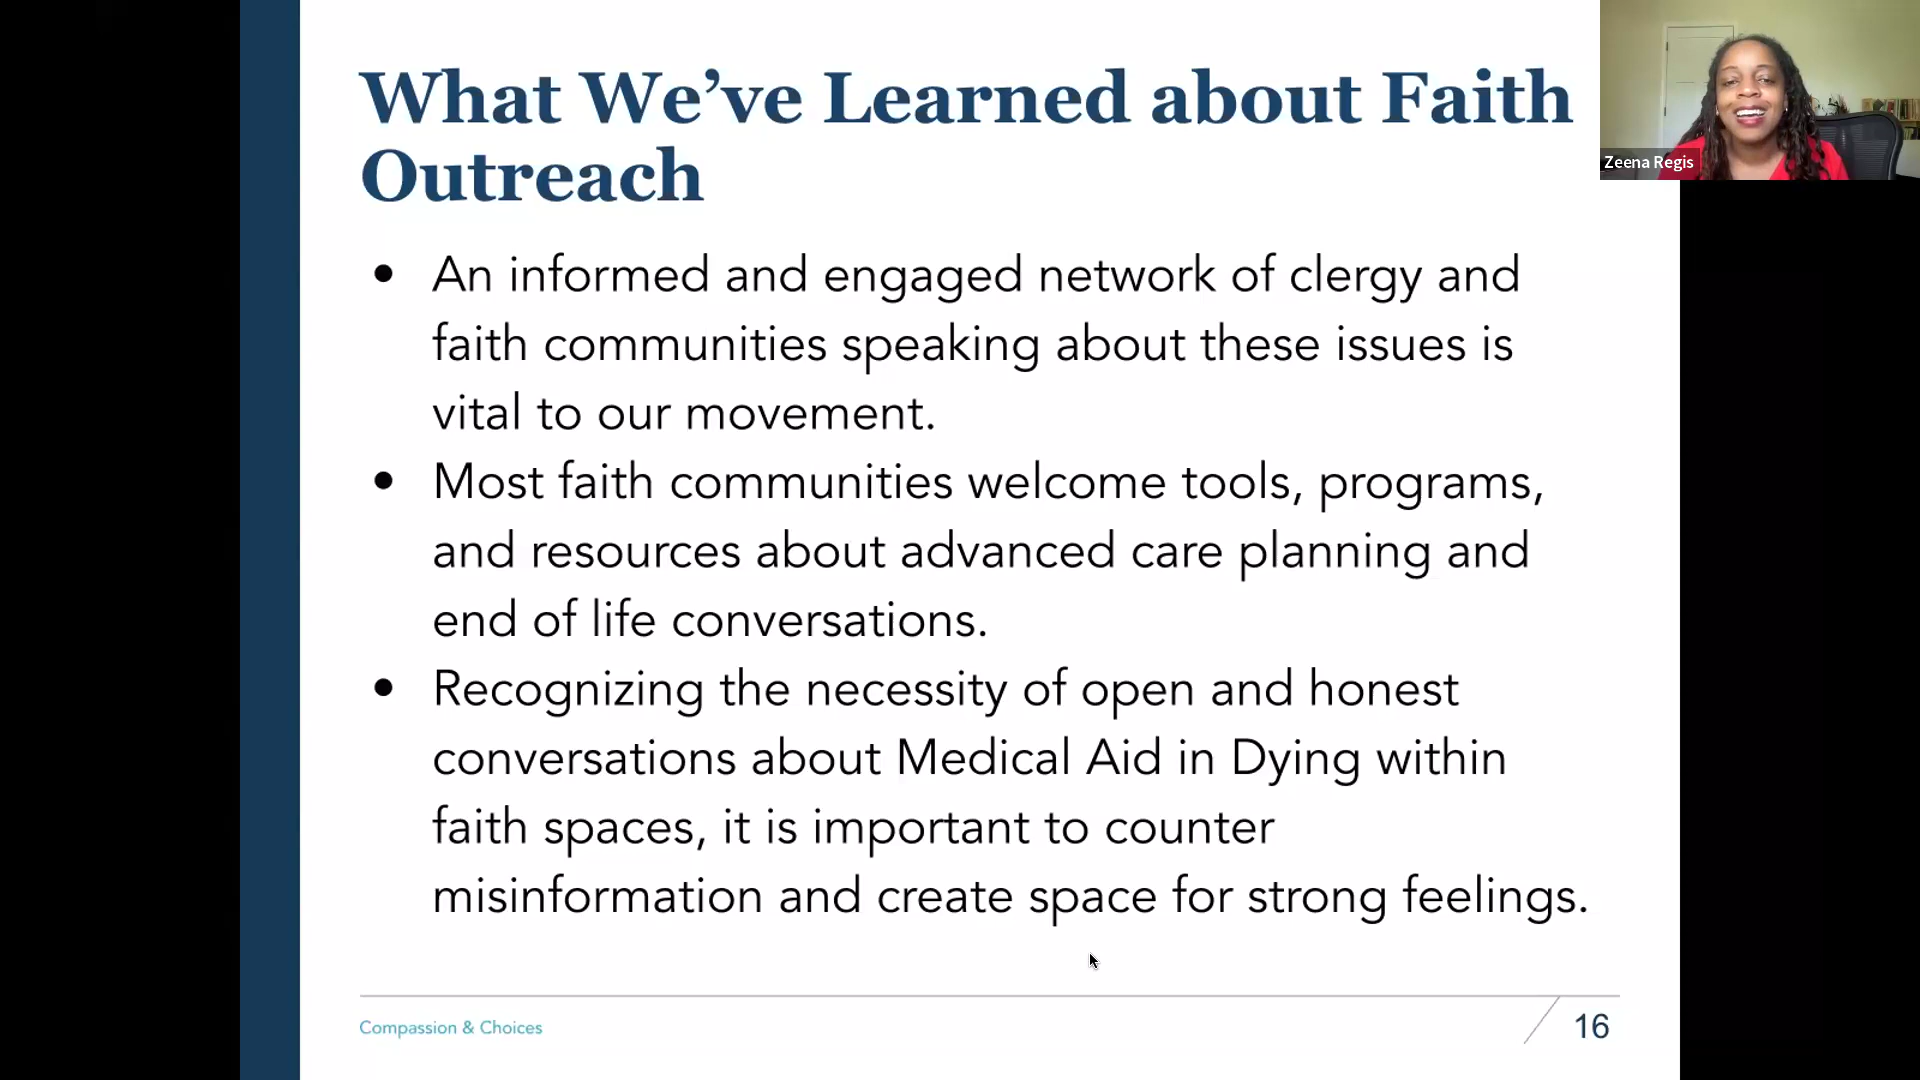 What We’ve Learned about Faith
Outreach
Zeena Regis
• An informed and engaged network of clergy and
faith communities speaking about these issues is
vital to our movement.
• Most faith communities welcome tools, programs,
and resources about advanced care planning and
end of life conversations.
• Recognizing the necessity of open and honest
conversations about Medical Aid in Dying within
faith spaces, it is important to counter
misinformation and create space for strong feelings.
Compassion & Choices
16